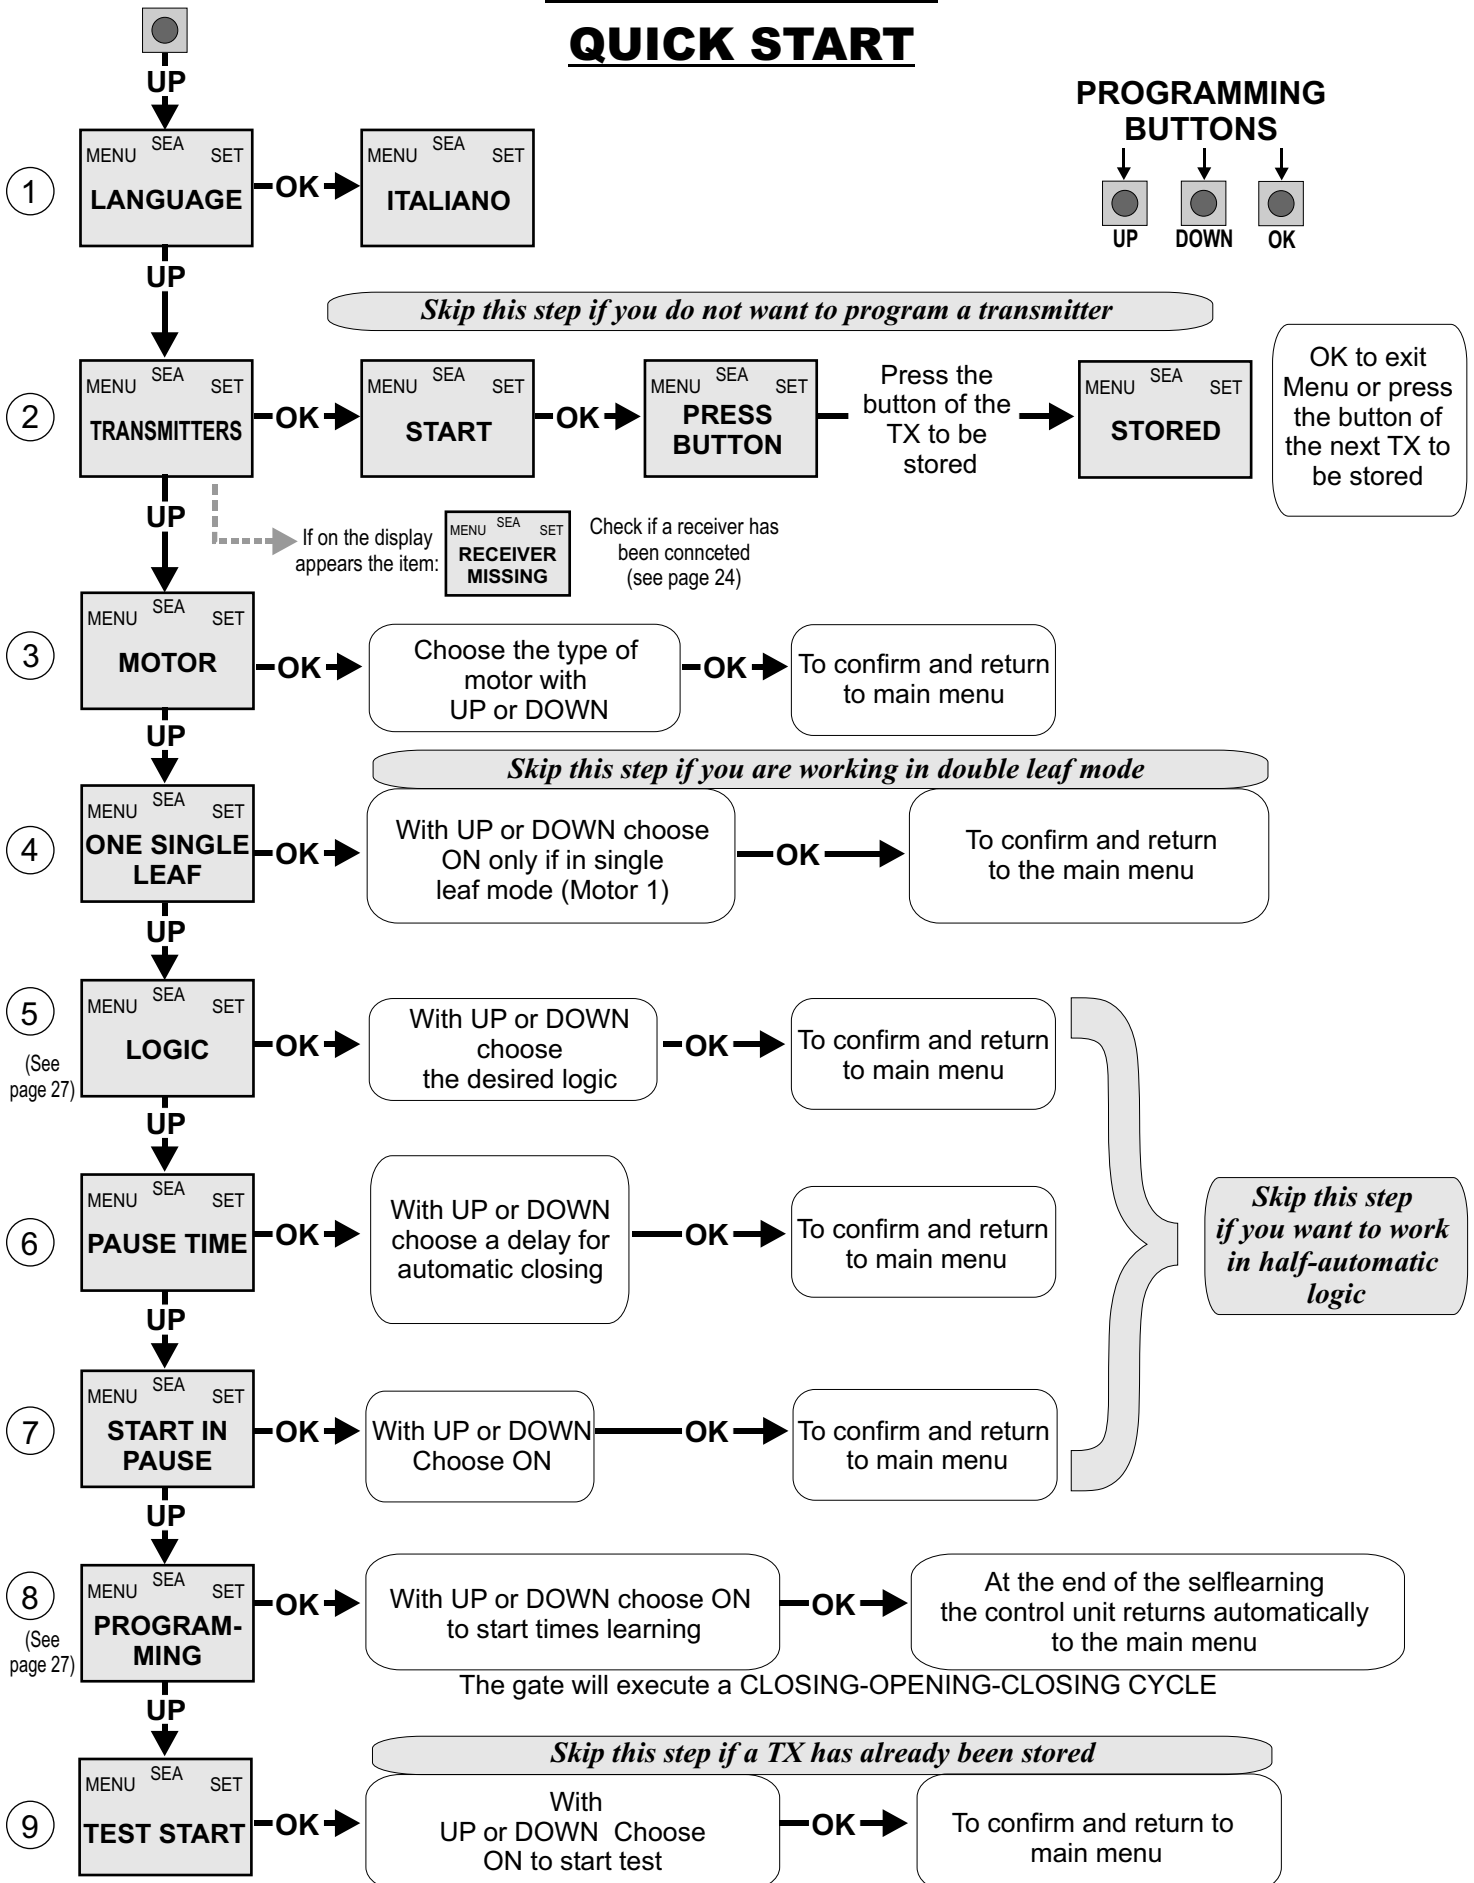 QUICK START
UP
PROGRAMMING
BUTTONS
UP DOWN OK
1
MENU SEA SET
LANGUAGE
OK
MENU SEA SET
ITALIANO
UP
Skip this step if you do not want to program a transmitter
2
MENU SEA SET
TRANSMITTERS
OK
MENU SEA SET
START
OK
MENU SEA SET
PRESS
BUTTON
Press the
button of the
TX to be
stored
MENU SEA SET
STORED
OK to exit
Menu or press
the button of
the next TX to
be stored
UP
If on the display
appears the item:
MENU SEA SET
RECEIVER
MISSING
Check if a receiver has
been connceted
(see page 24)
3
MENU SEA SET
MOTOR
OK
Choose the type of
motor with
UP or DOWN
OK
To confirm and return
to main menu
UP
Skip this step if you are working in double leaf mode
4
MENU SEA SET
ONE SINGLE
LEAF
OK
With UP or DOWN choose
ON only if in single
leaf mode (Motor 1)
OK
To confirm and return
to the main menu
UP
5
(See
page 27)
MENU SEA SET
LOGIC
OK
With UP or DOWN
choose
the desired logic
OK
To confirm and return
to main menu
UP
6
MENU SEA SET
PAUSE TIME
OK
With UP or DOWN
choose a delay for
automatic closing
OK
To confirm and return
to main menu
Skip this step
if you want to work
in half-automatic
logic
UP
7
MENU SEA SET
START IN
PAUSE
OK
With UP or DOWN
Choose ON
OK
To confirm and return
to main menu
UP
8
(See
page 27)
MENU SEA SET
PROGRAM-
MING
OK
With UP or DOWN choose ON
to start times learning
OK
At the end of the selflearning
the control unit returns automatically
to the main menu
The gate will execute a CLOSING-OPENING-CLOSING CYCLE
UP
Skip this step if a TX has already been stored
9
MENU SEA SET
TEST START
OK
With
UP or DOWN Choose
ON to start test
OK
To confirm and return to
main menu